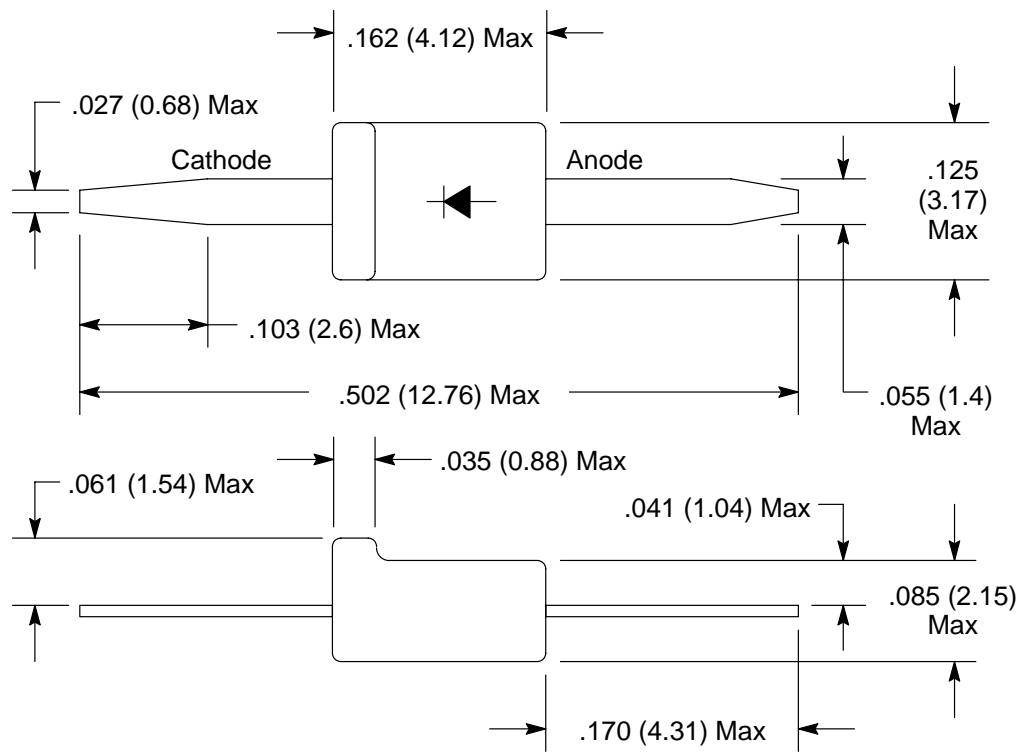 .162 (4.12) Max
.027 (0.68) Max
Cathode
Anode
.125
(3.17)
Max
.103 (2.6) Max
.502 (12.76) Max
.055 (1.4)
Max
.035 (0.88) Max
.061 (1.54) Max
.041 (1.04) Max
.085 (2.15)
Max
.170 (4.31) Max